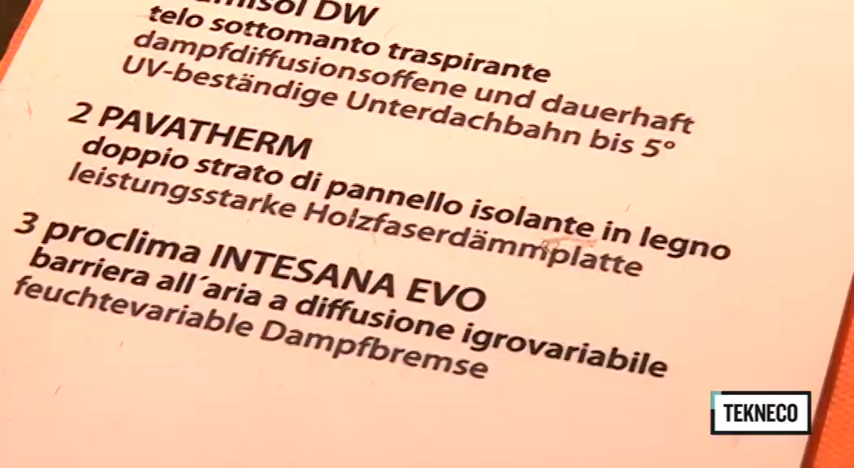 DW
telo sottomanto traspirante
dampfdiffusionsoffene und dauerhaft
UV-beständige Unterdachbahn bis 5°
2 PAVATHERM
doppio strato di pannello isolante in legno
leistungsstarke Holzfaserdämmplatte
3 proclima INTESANA EVO
barriera all´aria a diffusione igrovariabile
feuchtevariable Dampfbremse
TEKNECO